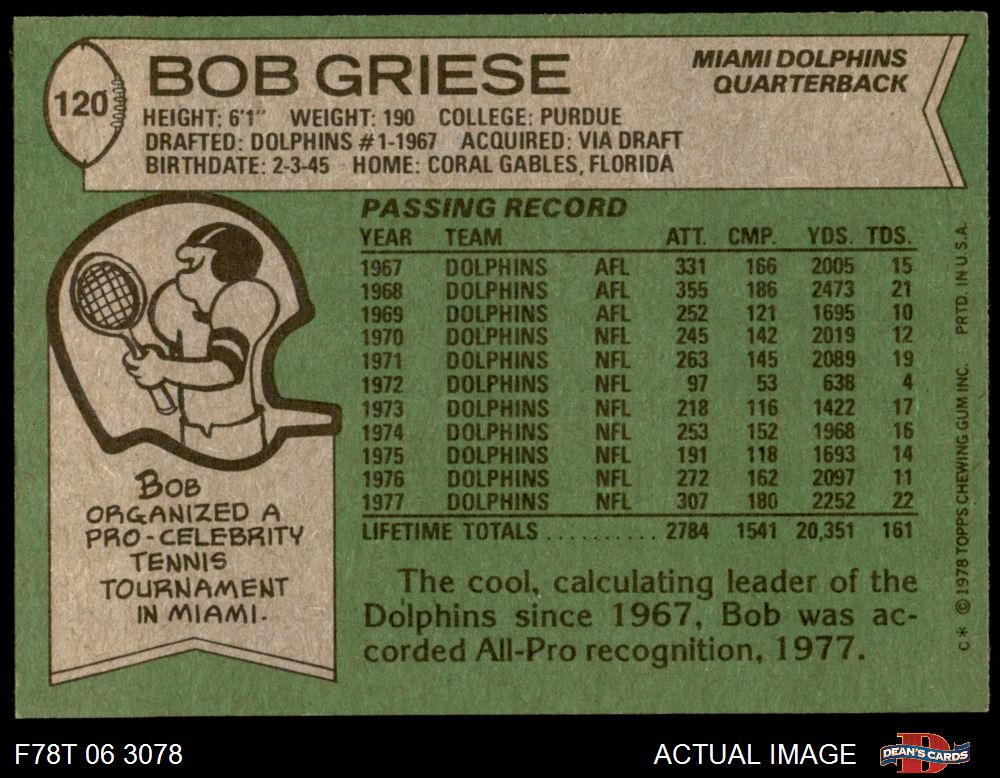 120
BOB GRIESE
MIAMI DOLPHINS
QUARTERBACK
HEIGHT: 6'1" WEIGHT: 190 COLLEGE: PURDUE
DRAFTED: DOLPHINS #1-1967 ACQUIRED: VIA DRAFT
BIRTHDATE: 2-3-45 HOME: CORAL GABLES, FLORIDA
PASSING RECORD
YEAR TEAM ATT. CMP. YDS. TDS.
1967 DOLPHINS AFL 331 166 2005 15
1968 DOLPHINS AFL 355 186 2473 21
1969 DOLPHINS AFL 252 121 1695 10
1970 DOLPHINS NFL 245 142 2019 12
1971 DOLPHINS NFL 263 145 2089 19
1972 DOLPHINS NFL 97 53 638 4
1973 DOLPHINS NFL 218 116 1422 17
1974 DOLPHINS NFL 253 152 1968 16
1975 DOLPHINS NFL 191 118 1693 14
1976 DOLPHINS NFL 272 162 2097 11
1977 DOLPHINS NFL 307 180 2252 22
LIFETIME TOTALS .......... 2784 1541 20,351 161
BOB
ORGANIZED A
PRO-CELEBRITY
TENNIS
TOURNAMENT
IN MIAMI.
The cool, calculating leader of the
Dolphins since 1967, Bob was ac-
corded All-Pro recognition, 1977.
C* © 1978 TOPPS CHEWING GUM INC. PRTD. IN U.S.A.
F78T 06 3078
ACTUAL IMAGE
DEAN'S CARDS